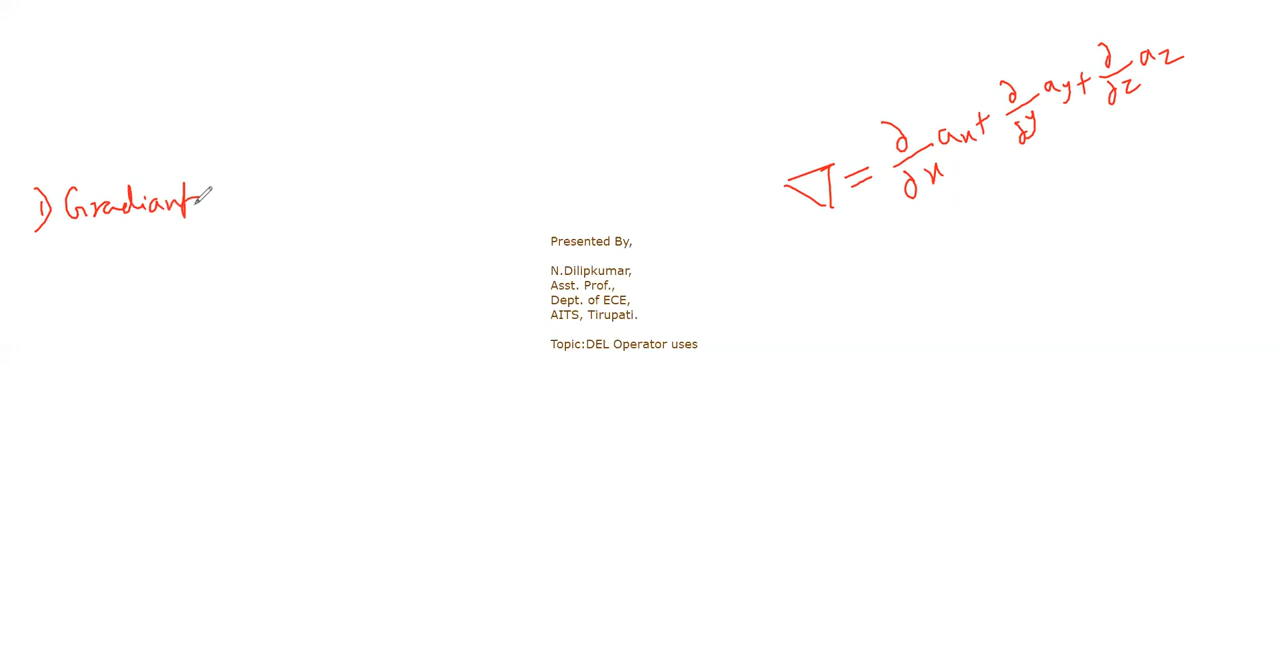 ∇ = ∂/∂x ax + ∂/∂y ay + ∂/∂z az
1) Gradiant
Presented By,
N.Dilipkumar,
Asst. Prof.,
Dept. of ECE,
AITS, Tirupati.
Topic:DEL Operator uses